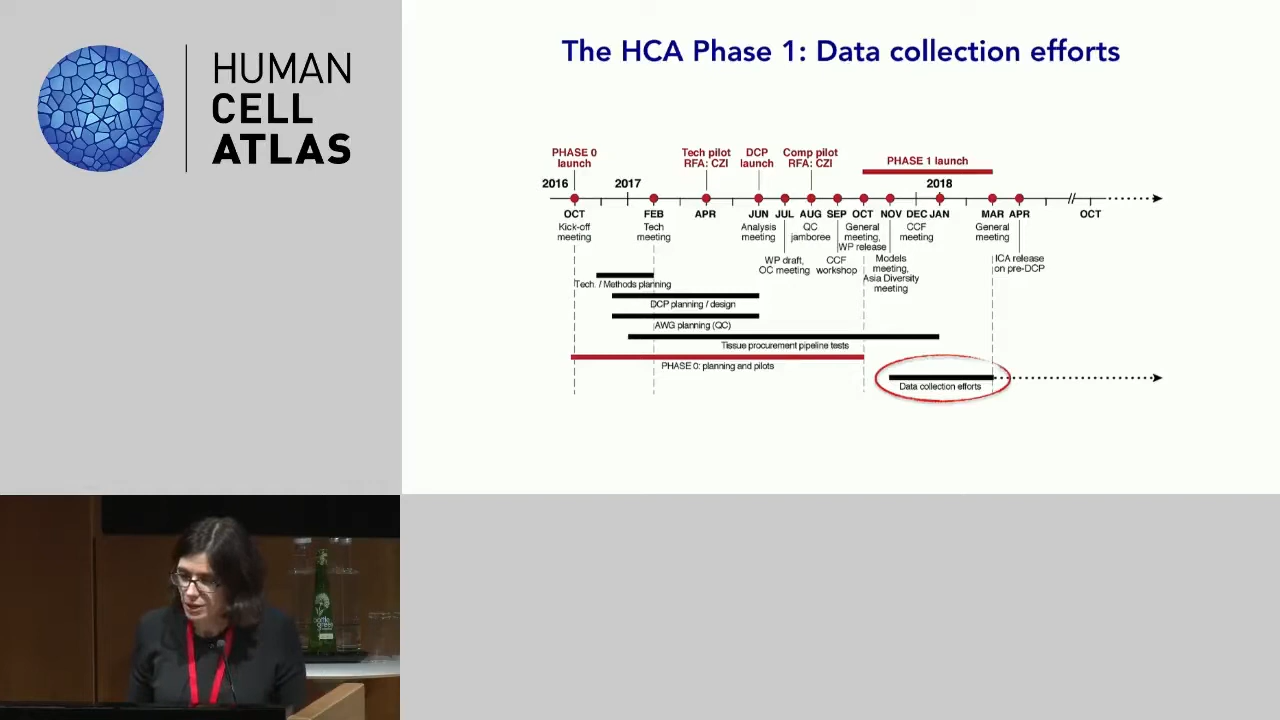 HUMAN
CELL
ATLAS
The HCA Phase 1: Data collection efforts
PHASE 0
launch
Tech pilot
RFA: CZI
DCP
launch
Comp pilot
RFA: CZI
PHASE 1 launch
2016
2017
2018
OCT
FEB
APR
JUN
JUL
AUG
SEP
OCT
NOV
DEC
JAN
MAR
APR
OCT
Kick-off
meeting
Tech
meeting
Analysis
meeting
QC
jamboree
General
meeting,
WP release
CCF
meeting
General
meeting
WP draft,
OC meeting
CCF
workshop
Models
meeting,
Asia Diversity
meeting
ICA release
on pre-DCP
Tech. / Methods planning
DCP planning / design
AWG planning (QC)
Tissue procurement pipeline tests
PHASE 0: planning and pilots
Data collection efforts
bottle
green